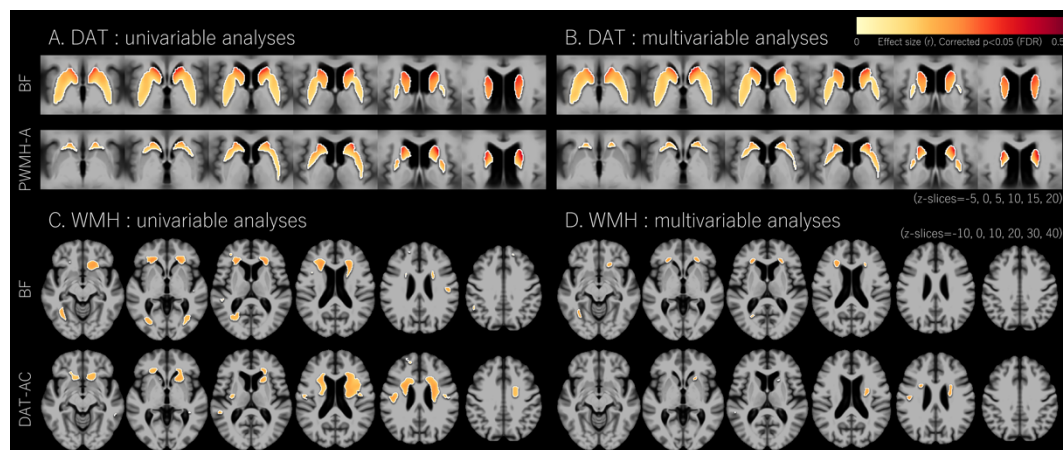 A. DAT : univariable analyses
B. DAT : multivariable analyses
0 Effect size (r), Corrected p<0.05 (FDR) 0.5
BF
PWMH-A
(z-slices=-5, 0, 5, 10, 15, 20)
C. WMH : univariable analyses
D. WMH : multivariable analyses
(z-slices=-10, 0, 10, 20, 30, 40)
BF
DAT-AC